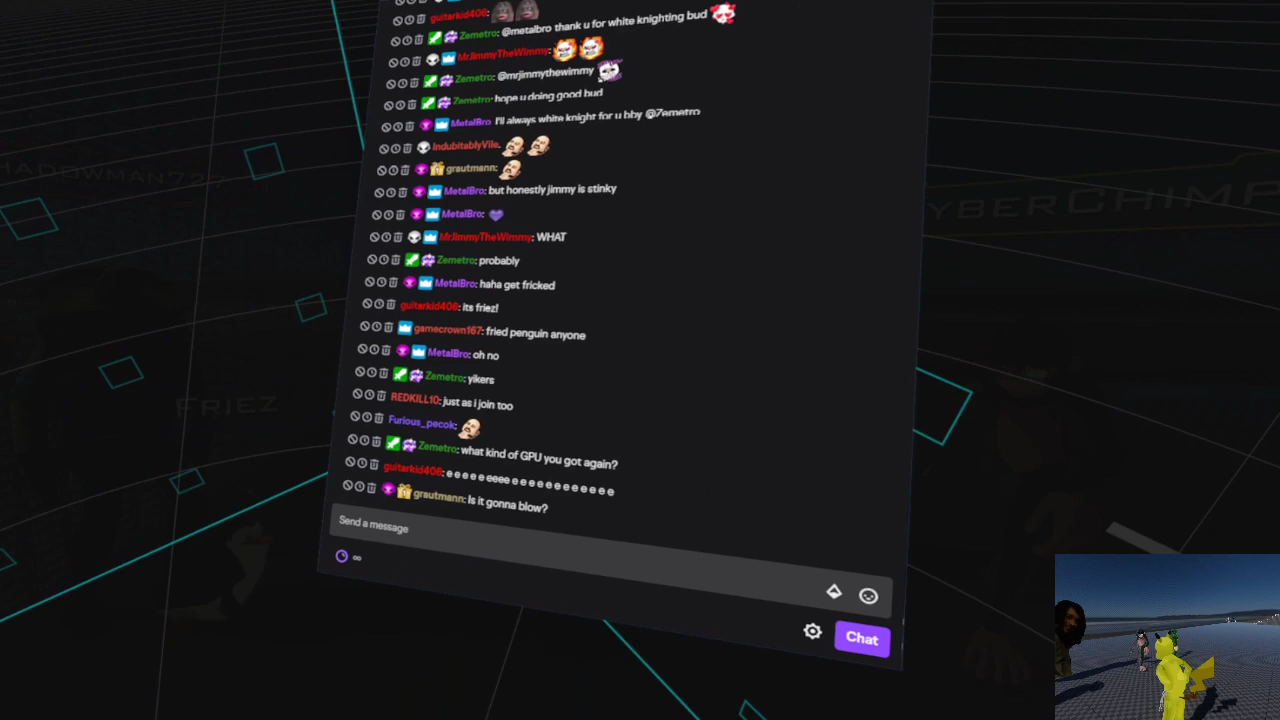 guitarkid406:
Zemetro: @metalbro thank u for white knighting bud
MrJimmyTheWimmy:
Zemetro: @mrjimmythewimmy
Zemetro: hope u doing good bud
MetalBro: I'll always white knight for u bby @Zemetro
IndubitablyVile:
grautmann:
MetalBro: but honestly jimmy is stinky
MetalBro:
MrJimmyTheWimmy: WHAT
Zemetro: probably
MetalBro: haha get fricked
guitarkid406: its friez!
gamecrown167: fried penguin anyone
MetalBro: oh no
Zemetro: yikers
REDKILL10: just as i join too
Furious_pecok:
Zemetro: what kind of GPU you got again?
guitarkid406: e e e e e eeee e e e e e e e e e e e e
grautmann: Is it gonna blow?
Send a message
∞
Chat
FRIEZ